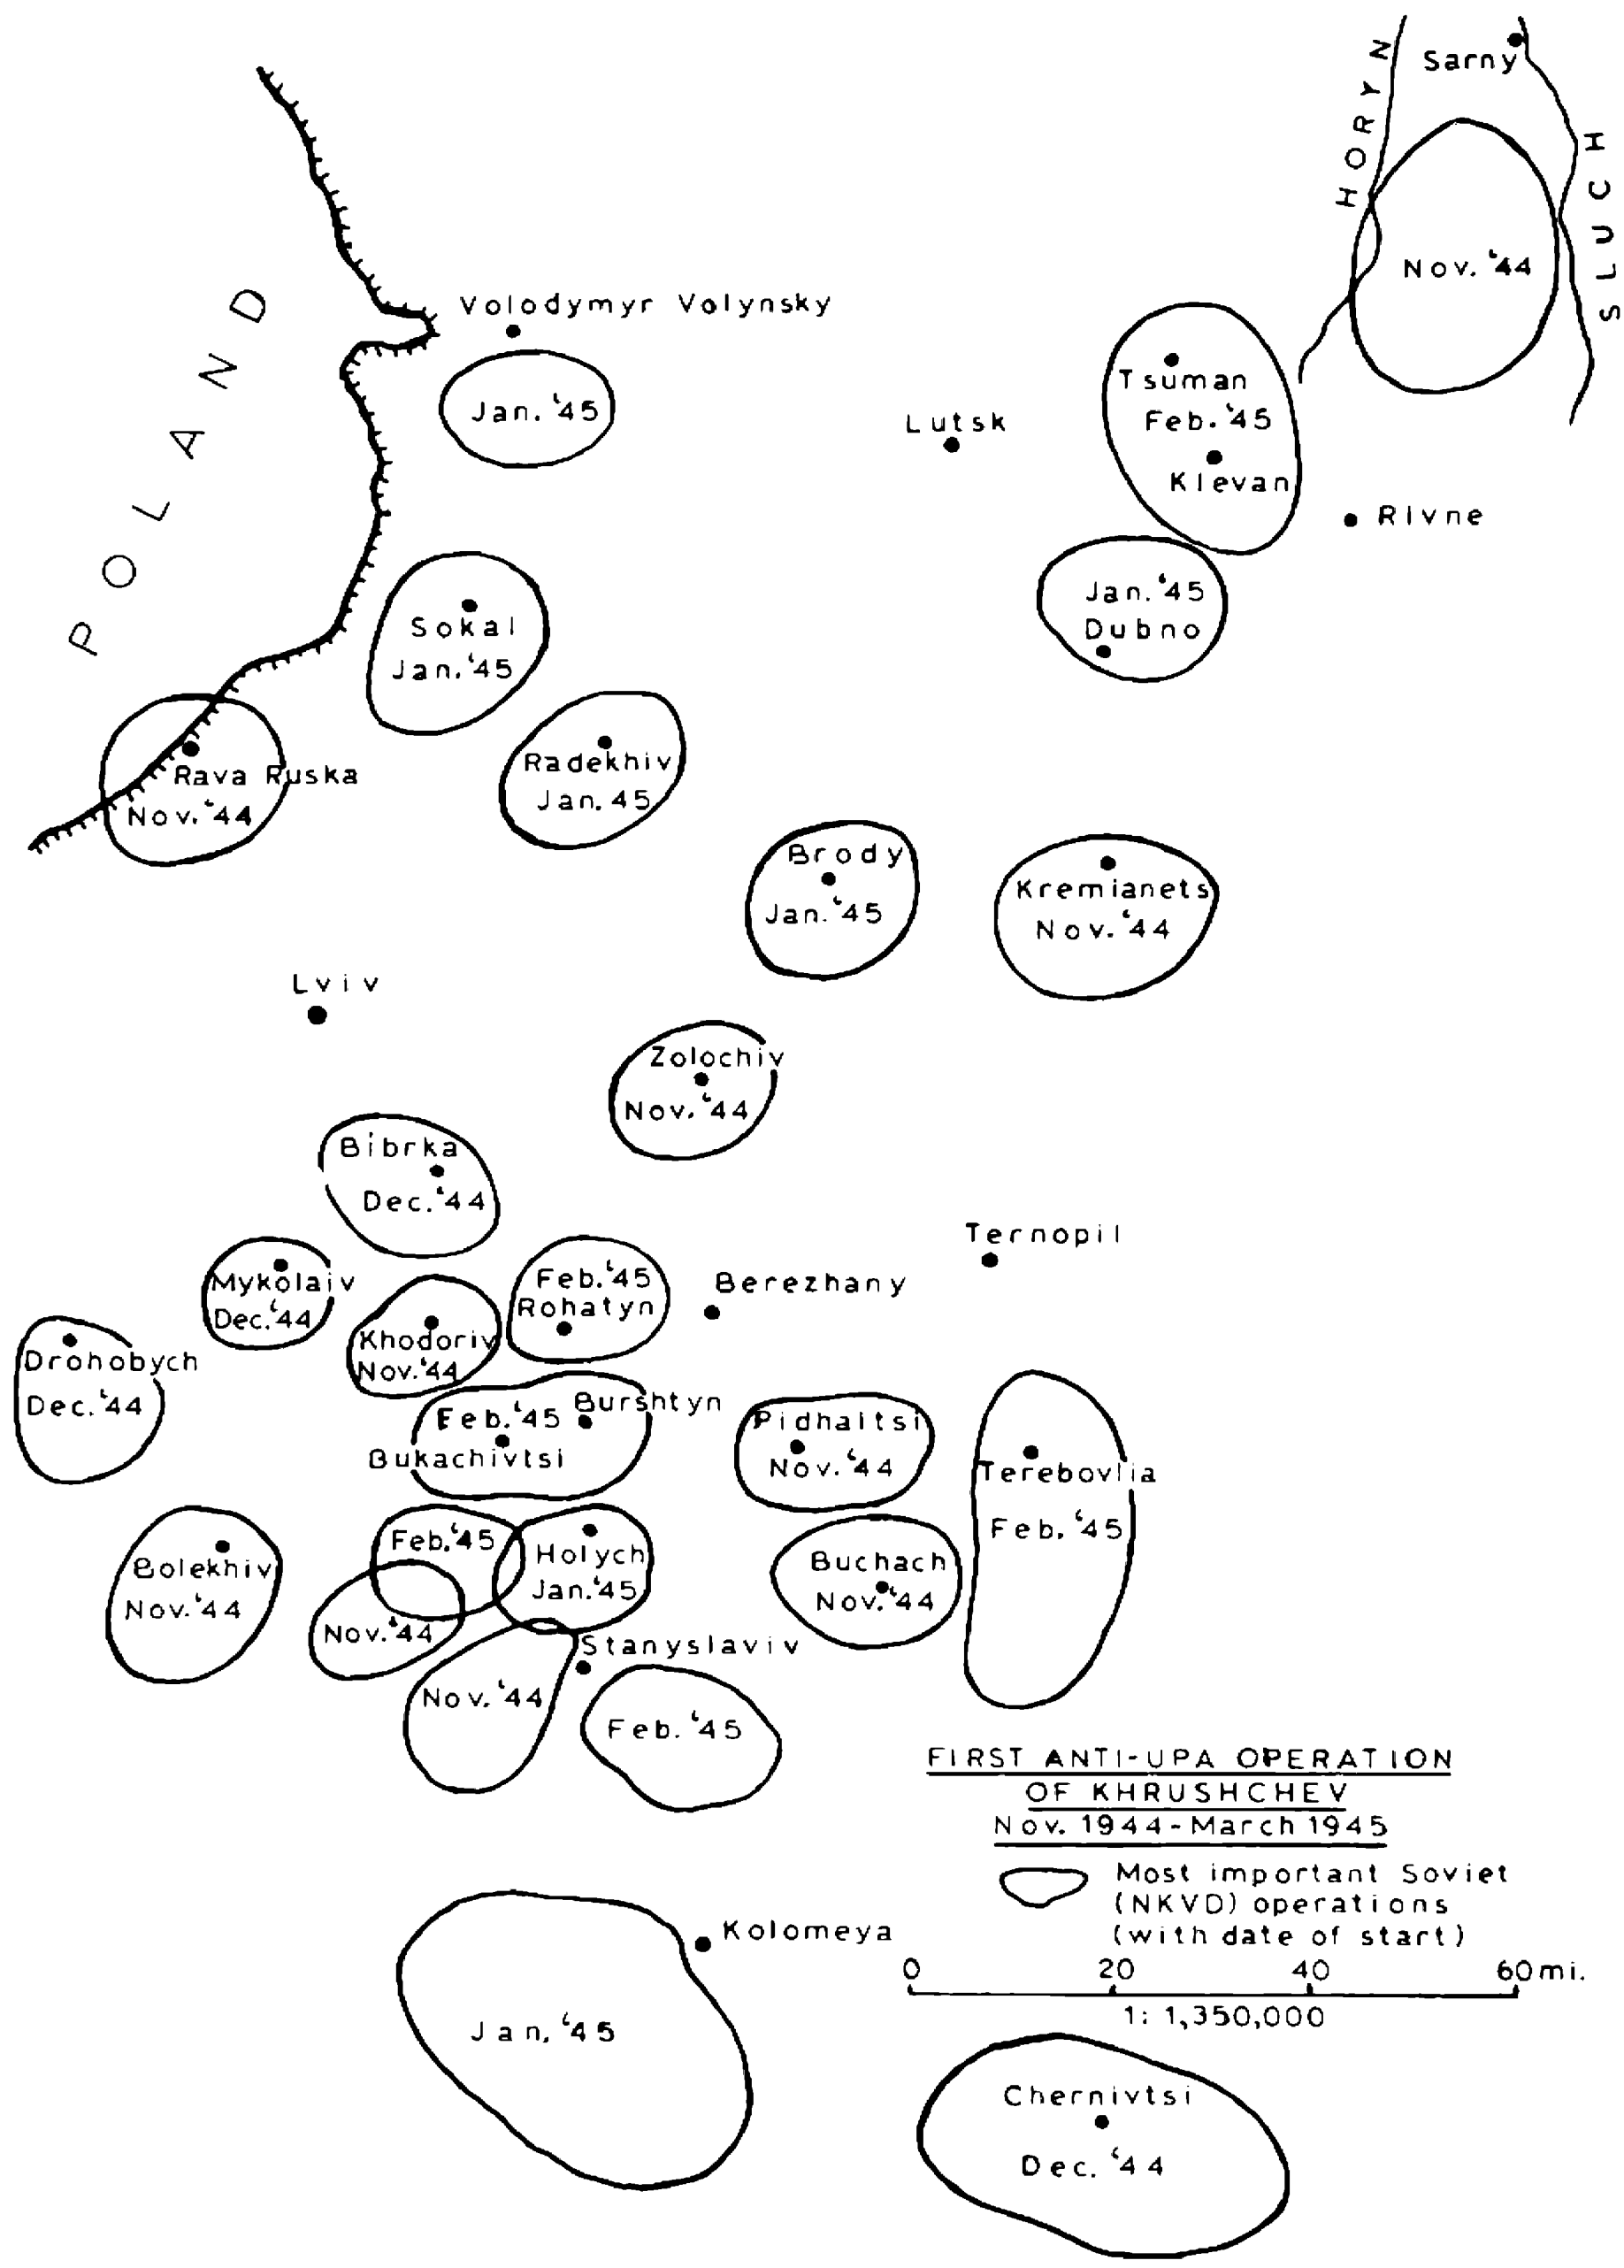 HORYN
Sarny
SLUCH
Nov. '44
POLAND
Volodymyr Volynsky
Jan. '45
Tsuman
Feb. '45
Klevan
Lutsk
Rivne
Jan. '45
Dubno
Sokal
Jan. '45
Rava Ruska
Nov. '44
Radekhiv
Jan. 45
Brody
Jan. '45
Kremianets
Nov. '44
Lviv
Zolochiv
Nov. '44
Bibrka
Dec. '44
Ternopil
Mykolaiv
Dec. '44
Feb. '45
Rohatyn
Berezhany
Khodoriv
Nov. '44
Drohobych
Dec. '44
Feb. '45
Burshtyn
Bukachivtsi
Pidhaitsi
Nov. '44
Terebovlia
Feb. '45
Bolekhiv
Nov. '44
Feb. '45
Holych
Jan. '45
Buchach
Nov. '44
Nov. '44
Stanyslaviv
Nov. '44
Feb. '45
FIRST ANTI-UPA OPERATION
OF KHRUSHCHEV
Nov. 1944-March 1945
Most important Soviet
(NKVD) operations
(with date of start)
Kolomeya
0 20 40 60 mi.
1: 1,350,000
Jan. '45
Chernivtsi
Dec. '44